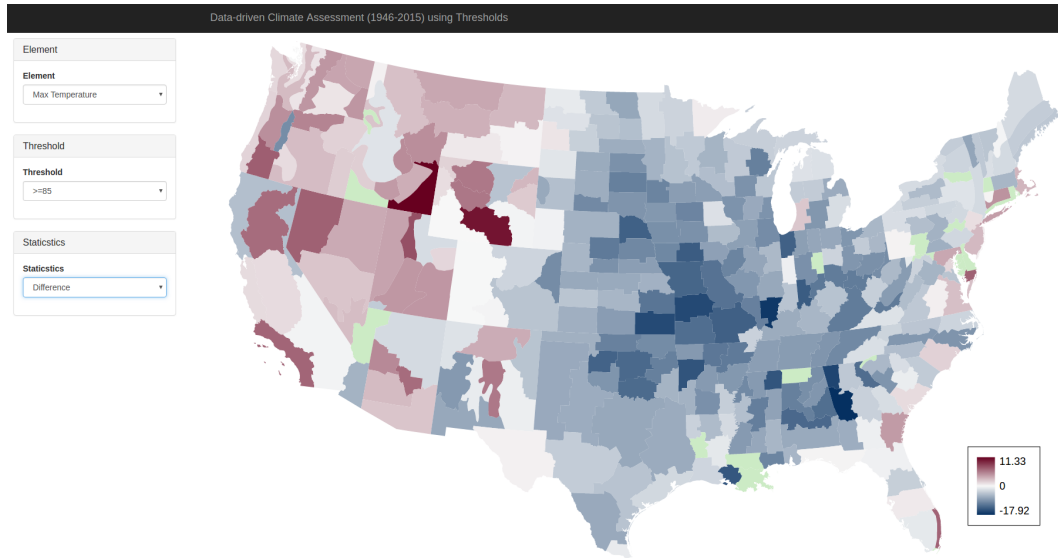 Data-driven Climate Assessment (1946-2015) using Thresholds
Element
Element
Max Temperature
Threshold
Threshold
>=85
Staticstics
Staticstics
Difference
11.33
0
-17.92